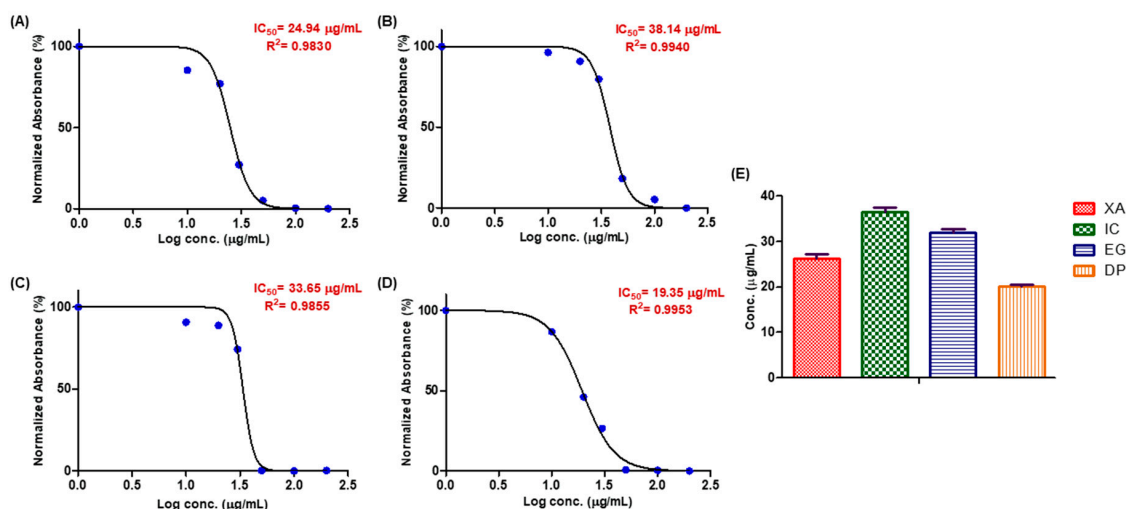 (A)
IC50= 24.94 µg/mL
R2= 0.9830
Normalized Absorbance (%)
100
50
0
0.0 0.5 1.0 1.5 2.0 2.5
Log conc. (µg/mL)
(B)
IC50= 38.14 µg/mL
R2= 0.9940
Normalized Absorbance (%)
100
50
0
0.0 0.5 1.0 1.5 2.0 2.5
Log conc. (µg/mL)
(C)
IC50= 33.65 µg/mL
R2= 0.9855
Normalized Absorbance (%)
100
50
0
0.0 0.5 1.0 1.5 2.0 2.5
Log conc. (µg/mL)
(D)
IC50= 19.35 µg/mL
R2= 0.9953
Normalized Absorbance (%)
100
50
0
0.0 0.5 1.0 1.5 2.0 2.5
Log conc. (µg/mL)
(E)
Conc. (µg/mL)
40
30
20
10
0
XA
IC
EG
DP